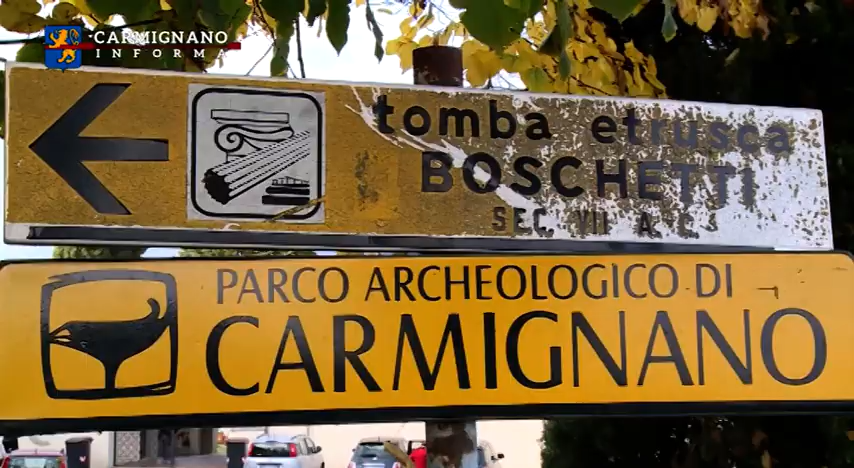 CARMIGNANO
INFORMA
tomba etrusca
BOSCHETTI
SEC. VII A.C.
PARCO ARCHEOLOGICO DI
CARMIGNANO